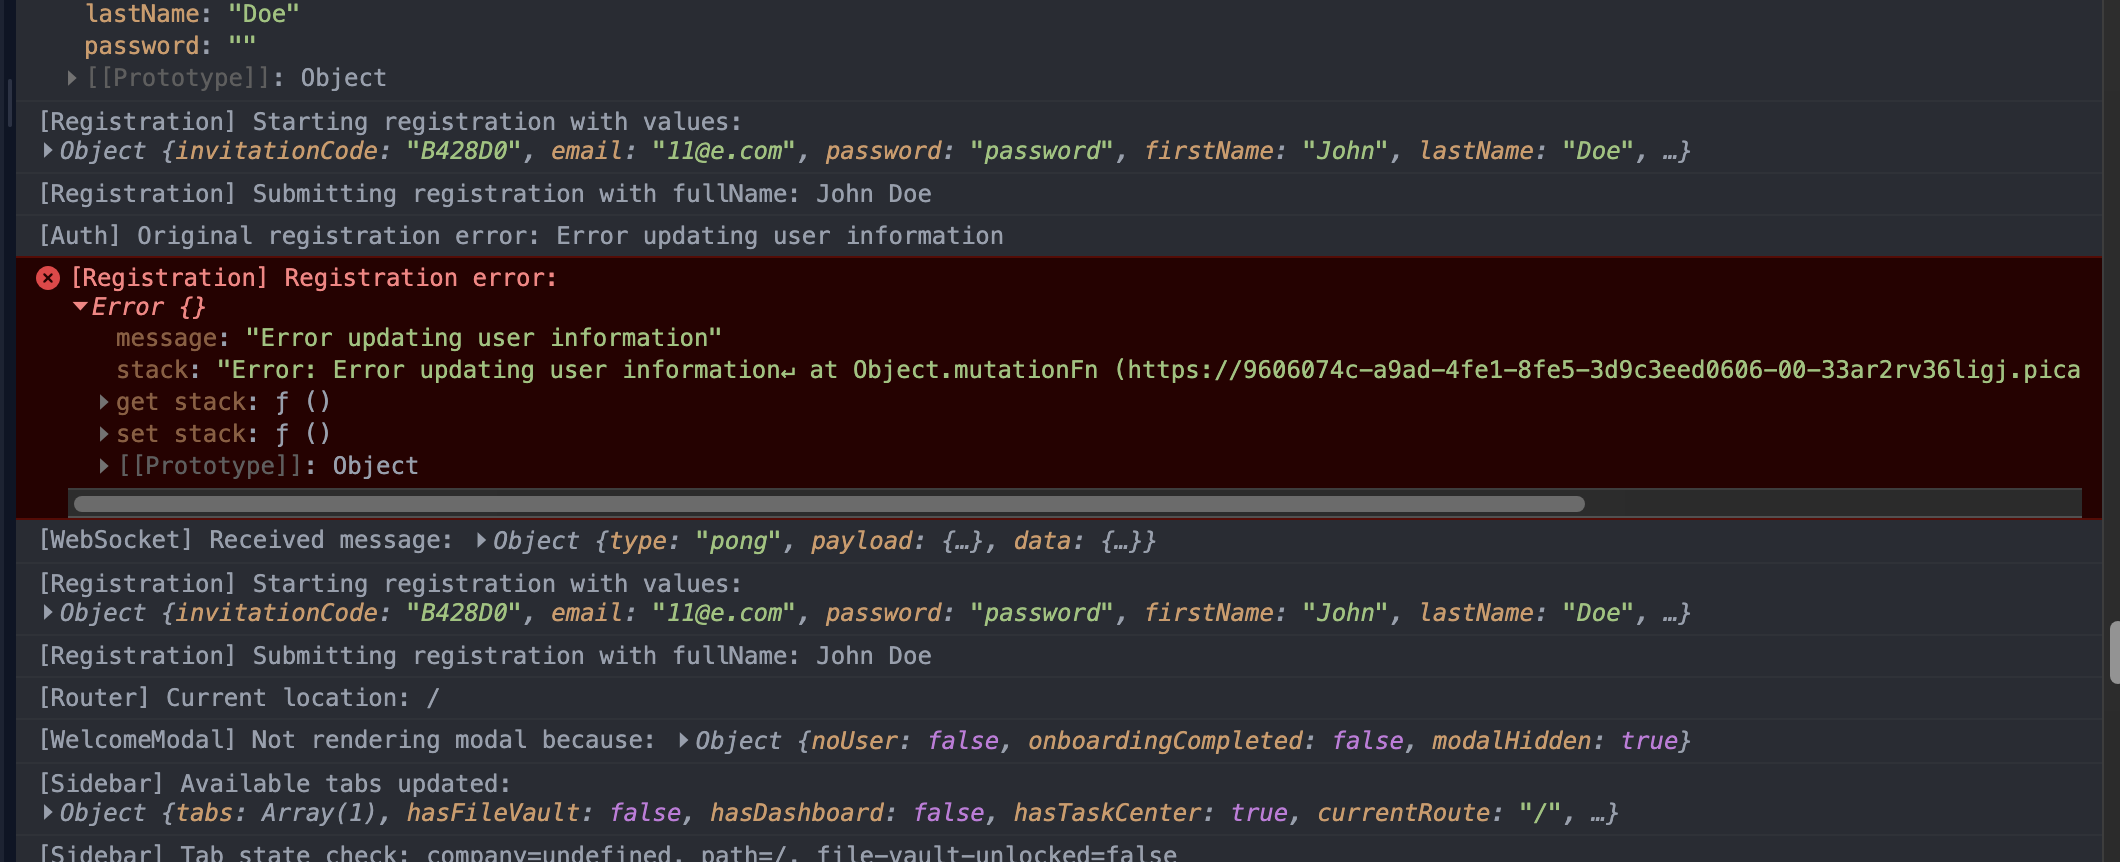 lastName: "Doe"
password: ""
[[Prototype]]: Object
[Registration] Starting registration with values:
Object {invitationCode: "B428D0", email: "11@e.com", password: "password", firstName: "John", lastName: "Doe", …}
[Registration] Submitting registration with fullName: John Doe
[Auth] Original registration error: Error updating user information
[Registration] Registration error:
Error {}
message: "Error updating user information"
stack: "Error: Error updating user information↵ at Object.mutationFn (https://9606074c-a9ad-4fe1-8fe5-3d9c3eed0606-00-33ar2rv36ligj.pica
get stack: ƒ ()
set stack: ƒ ()
[[Prototype]]: Object
[WebSocket] Received message: Object {type: "pong", payload: {…}, data: {…}}
[Registration] Starting registration with values:
Object {invitationCode: "B428D0", email: "11@e.com", password: "password", firstName: "John", lastName: "Doe", …}
[Registration] Submitting registration with fullName: John Doe
[Router] Current location: /
[WelcomeModal] Not rendering modal because: Object {noUser: false, onboardingCompleted: false, modalHidden: true}
[Sidebar] Available tabs updated:
Object {tabs: Array(1), hasFileVault: false, hasDashboard: false, hasTaskCenter: true, currentRoute: "/", …}
[Sidebar] Tab state check: company=undefined, path=/, file-vault-unlocked=false